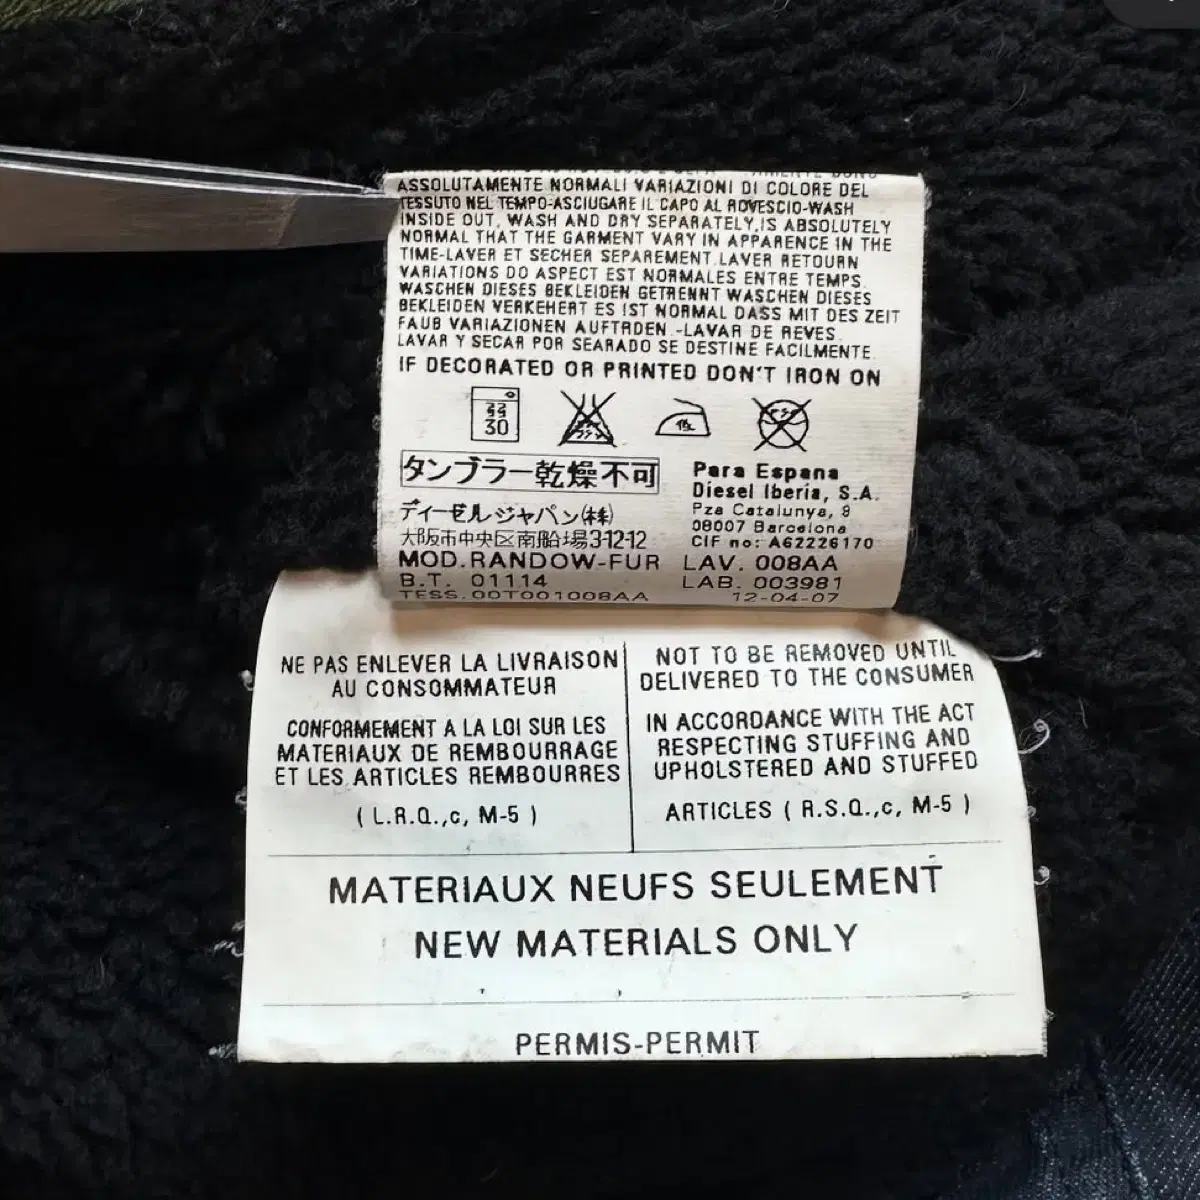 ASSOLUTAMENTE NORMALI VARIAZIONI DI COLORE DEL
TESSUTO NEL TEMPO-ASCIUGARE IL CAPO AL ROVESCIO-WASH
INSIDE OUT, WASH AND DRY SEPARATELY,IS ABSOLUTELY
NORMAL THAT THE GARMENT VARY IN APPARENCE IN THE
TIME-LAVER ET SECHER SEPAREMENT.LAVER RETOURN
VARIATIONS DO ASPECT EST NORMALES ENTRE TEMPS.
WASCHEN DIESES BEKLEIDEN GETRENNT WASCHEN DIESES
BEKLEIDEN VERKEHERT ES IST NORMAL DASS MIT DES ZEIT
FAUB VARIAZIONEN AUFTRDEN.-LAVAR DE REVES.
LAVAR Y SECAR POR SEARADO SE DESTINE FACILMENTE.
IF DECORATED OR PRINTED DON'T IRON ON
弱
30
低
タンブラー乾燥不可
ディーゼルジャパン(株)
大阪市中央区南船場3-12-12
Para Espana
Diesel Iberia, S.A.
Pza Catalunya, 9
08007 Barcelona
CIF no: A62226170
MOD.RANDOW-FUR LAV. 008AA
B.T. 01114 LAB. 003981
TESS.00T001008AA 12-04-07
NE PAS ENLEVER LA LIVRAISON
AU CONSOMMATEUR
CONFORMEMENT A LA LOI SUR LES
MATERIAUX DE REMBOURRAGE
ET LES ARTICLES REMBOURRES
( L.R.Q.,c, M-5 )
NOT TO BE REMOVED UNTIL
DELIVERED TO THE CONSUMER
IN ACCORDANCE WITH THE ACT
RESPECTING STUFFING AND
UPHOLSTERED AND STUFFED
ARTICLES ( R.S.Q.,c, M-5 )
MATERIAUX NEUFS SEULEMENT
NEW MATERIALS ONLY
PERMIS-PERMIT